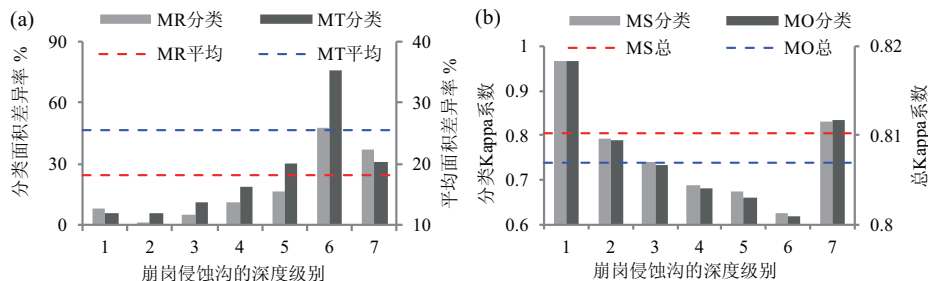 (a)
MR分类 MT分类
MR平均 MT平均
分类面积差异率 %
90
60
30
0
40
35
30
25
20
15
10
平均面积差异率 %
1 2 3 4 5 6 7
崩岗侵蚀沟的深度级别
(b)
MS分类 MO分类
MS总 MO总
分类Kappa系数
1
0.9
0.8
0.7
0.6
0.82
0.810
0.8
总Kappa系数
1 2 3 4 5 6 7
崩岗侵蚀沟的深度级别